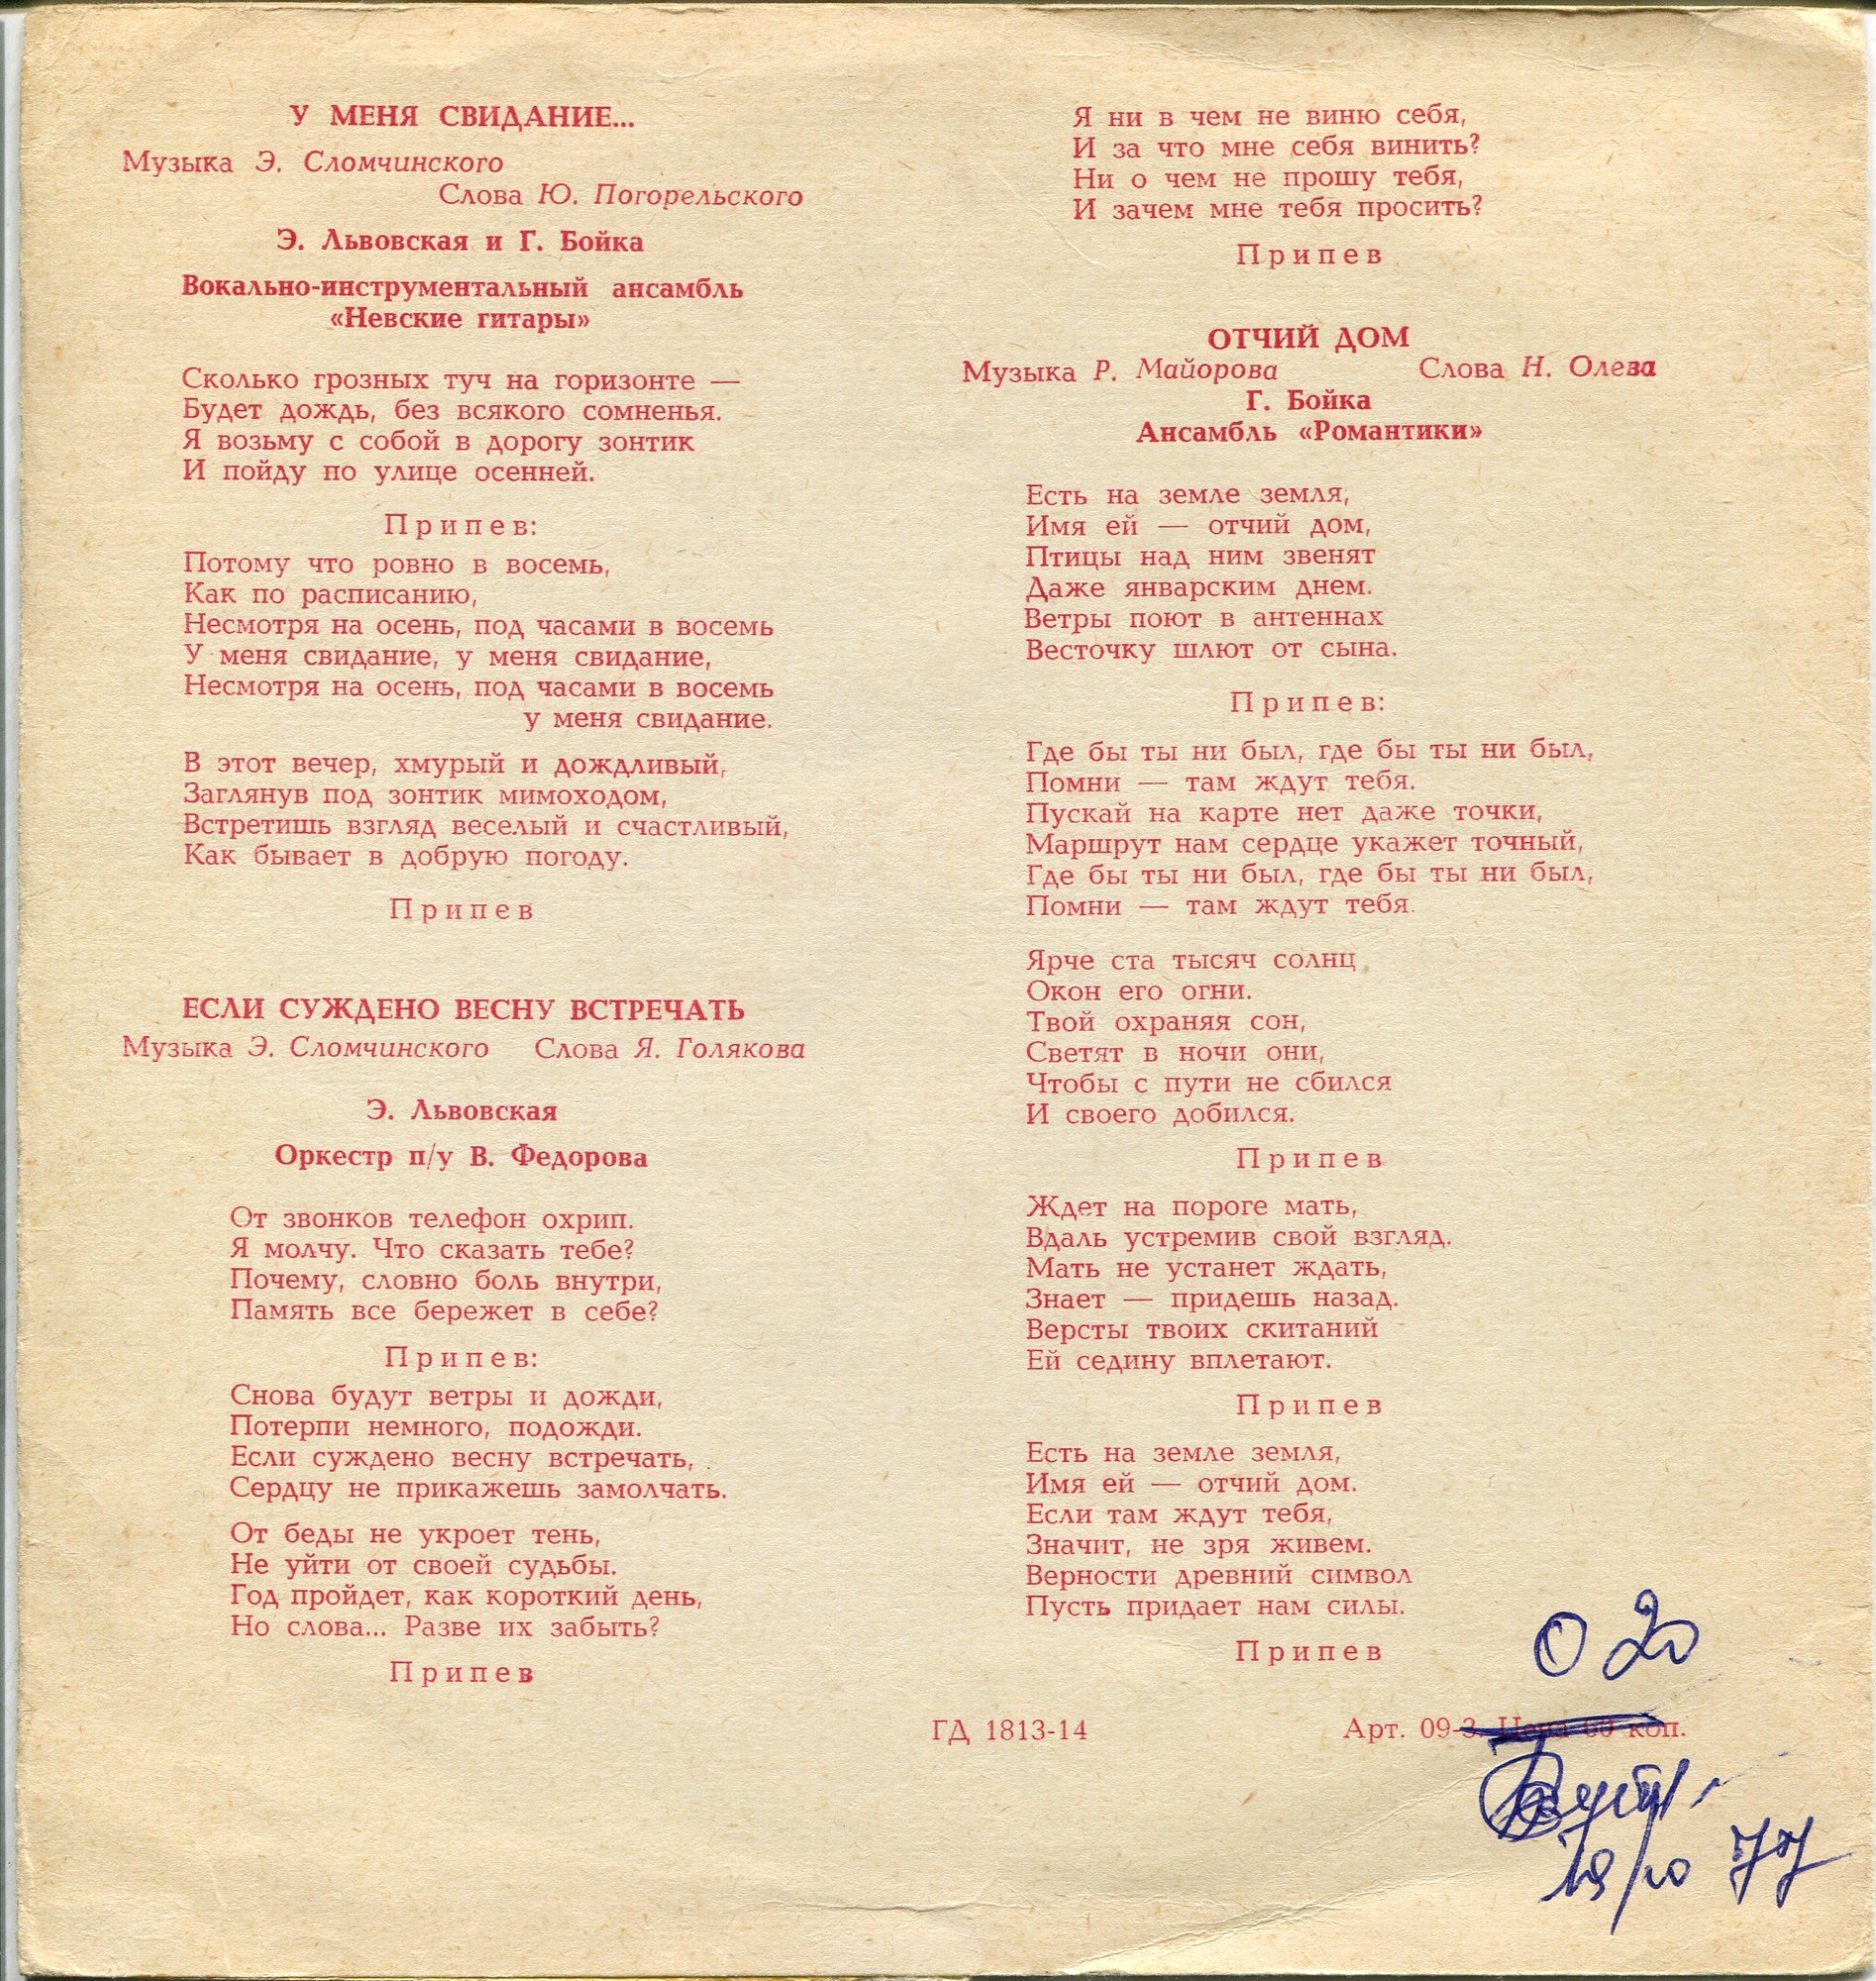 У МЕНЯ СВИДАНИЕ...
Музыка Э. Сломчинского
Слова Ю. Погорельского
Э. Львовская и Г. Бойка
Вокально-инструментальный ансамбль
«Невские гитары»
Сколько грозных туч на горизонте —
Будет дождь, без всякого сомненья.
Я возьму с собой в дорогу зонтик
И пойду по улице осенней.
Припев:
Потому что ровно в восемь,
Как по расписанию,
Несмотря на осень, под часами в восемь
У меня свидание, у меня свидание,
Несмотря на осень, под часами в восемь
у меня свидание.
В этот вечер, хмурый и дождливый,
Заглянув под зонтик мимоходом,
Встретишь взгляд веселый и счастливый,
Как бывает в добрую погоду.
Припев
ЕСЛИ СУЖДЕНО ВЕСНУ ВСТРЕЧАТЬ
Музыка Э. Сломчинского Слова Я. Голякова
Э. Львовская
Оркестр п/у В. Федорова
От звонков телефон охрип.
Я молчу. Что сказать тебе?
Почему, словно боль внутри,
Память все бережет в себе?
Припев:
Снова будут ветры и дожди,
Потерпи немного, подожди.
Если суждено весну встречать,
Сердцу не прикажешь замолчать.
От беды не укроет тень,
Не уйти от своей судьбы.
Год пройдет, как короткий день,
Но слова... Разве их забыть?
Припев
Я ни в чем не виню себя,
И за что мне себя винить?
Ни о чем не прошу тебя,
И зачем мне тебя просить?
Припев
ОТЧИЙ ДОМ
Музыка Р. Майорова Слова Н. Олева
Г. Бойка
Ансамбль «Романтики»
Есть на земле земля,
Имя ей — отчий дом,
Птицы над ним звенят
Даже январским днем.
Ветры поют в антеннах
Весточку шлют от сына.
Припев:
Где бы ты ни был, где бы ты ни был,
Помни — там ждут тебя.
Пускай на карте нет даже точки,
Маршрут нам сердце укажет точный,
Где бы ты ни был, где бы ты ни был,
Помни — там ждут тебя.
Ярче ста тысяч солнц
Окон его огни.
Твой охраняя сон,
Светят в ночи они,
Чтобы с пути не сбился
И своего добился.
Припев
Ждет на пороге мать,
Вдаль устремив свой взгляд.
Мать не устанет ждать,
Знает — придешь назад.
Версты твоих скитаний
Ей седину вплетают.
Припев
Есть на земле земля,
Имя ей — отчий дом.
Если там ждут тебя,
Значит, не зря живем.
Верности древний символ
Пусть придает нам силы.
Припев
0 20
ГД 1813-14 Арт. 09-3. Цена коп.
19/10 77